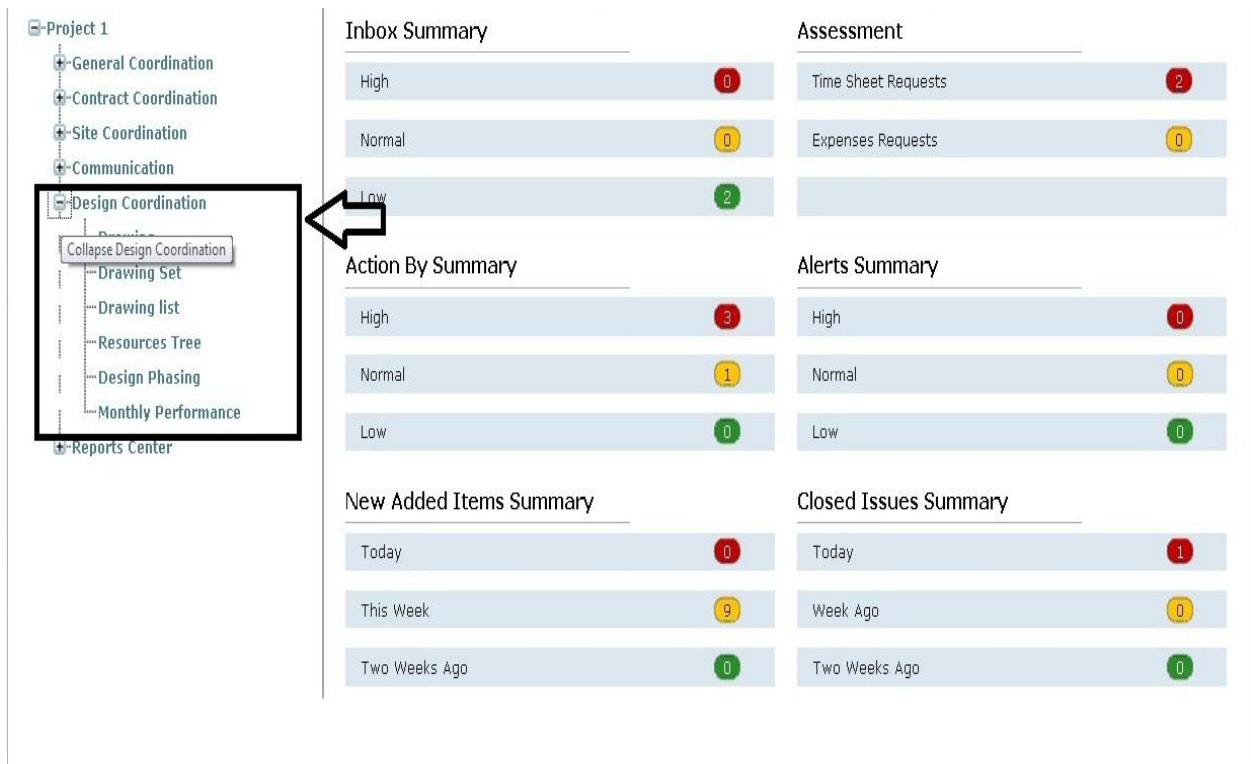 Project 1
General Coordination
Contract Coordination
Site Coordination
Communication
Design Coordination
Drawing
Collapse Design Coordination
Drawing Set
Drawing list
Resources Tree
Design Phasing
Monthly Performance
Reports Center
Inbox Summary
High 0
Normal 0
Low 2
Assessment
Time Sheet Requests 2
Expenses Requests 0
Action By Summary
High 3
Normal 1
Low 0
Alerts Summary
High 0
Normal 0
Low 0
New Added Items Summary
Today 0
This Week 9
Two Weeks Ago 0
Closed Issues Summary
Today 1
Week Ago 0
Two Weeks Ago 0